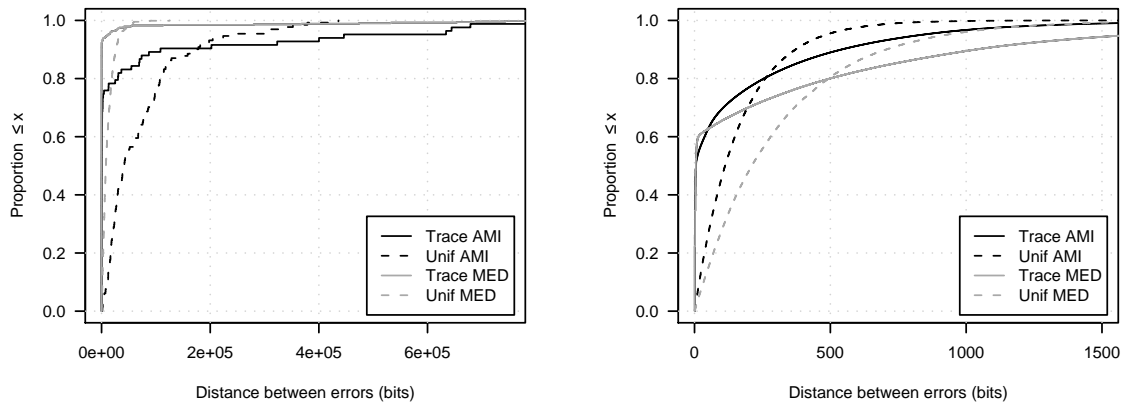 Proportion ≤ x
1.0
0.8
0.6
0.4
0.2
0.0
Trace AMI
Unif AMI
Trace MED
Unif MED
0e+00 2e+05 4e+05 6e+05
Distance between errors (bits)
Proportion ≤ x
1.0
0.8
0.6
0.4
0.2
0.0
Trace AMI
Unif AMI
Trace MED
Unif MED
0 500 1000 1500
Distance between errors (bits)